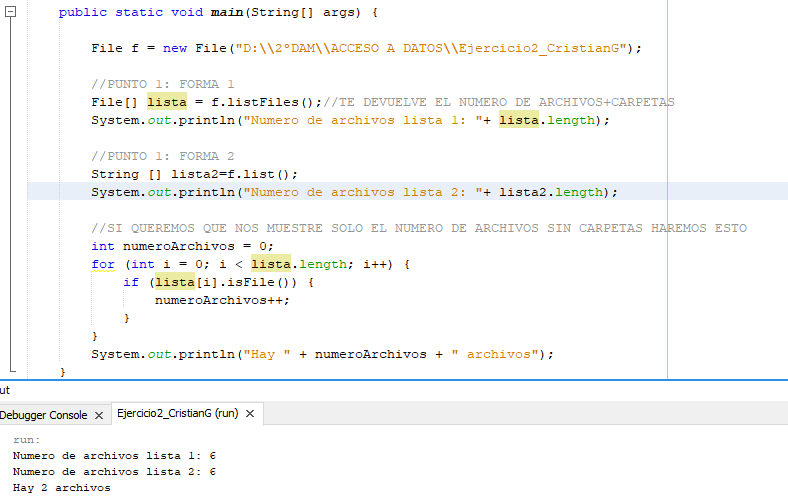 public static void main(String[] args) {
File f = new File("D:\\2ºDAM\\ACCESO A DATOS\\Ejercicio2_CristianG");
//PUNTO 1: FORMA 1
File[] lista = f.listFiles();//TE DEVUELVE EL NUMERO DE ARCHIVOS+CARPETAS
System.out.println("Numero de archivos lista 1: "+ lista.length);
//PUNTO 1: FORMA 2
String [] lista2=f.list();
System.out.println("Numero de archivos lista 2: "+ lista2.length);
//SI QUEREMOS QUE NOS MUESTRE SOLO EL NUMERO DE ARCHIVOS SIN CARPETAS HAREMOS ESTO
int numeroArchivos = 0;
for (int i = 0; i < lista.length; i++) {
if (lista[i].isFile()) {
numeroArchivos++;
}
}
System.out.println("Hay " + numeroArchivos + " archivos");
}
ut
Debugger Console × Ejercicio2_CristianG (run) ×
run:
Numero de archivos lista 1: 6
Numero de archivos lista 2: 6
Hay 2 archivos